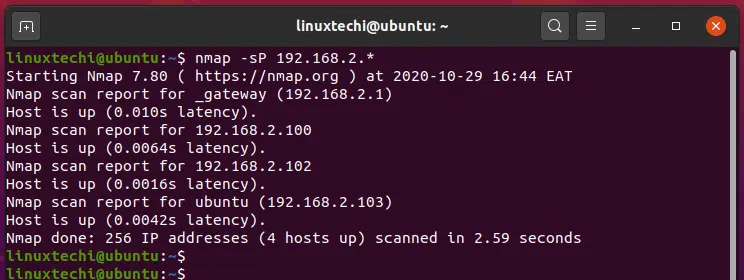 linuxtechi@ubuntu: ~
linuxtechi@ubuntu:~$ nmap -sP 192.168.2.*
Starting Nmap 7.80 ( https://nmap.org ) at 2020-10-29 16:44 EAT
Nmap scan report for _gateway (192.168.2.1)
Host is up (0.010s latency).
Nmap scan report for 192.168.2.100
Host is up (0.0064s latency).
Nmap scan report for 192.168.2.102
Host is up (0.0016s latency).
Nmap scan report for ubuntu (192.168.2.103)
Host is up (0.0042s latency).
Nmap done: 256 IP addresses (4 hosts up) scanned in 2.59 seconds
linuxtechi@ubuntu:~$
linuxtechi@ubuntu:~$